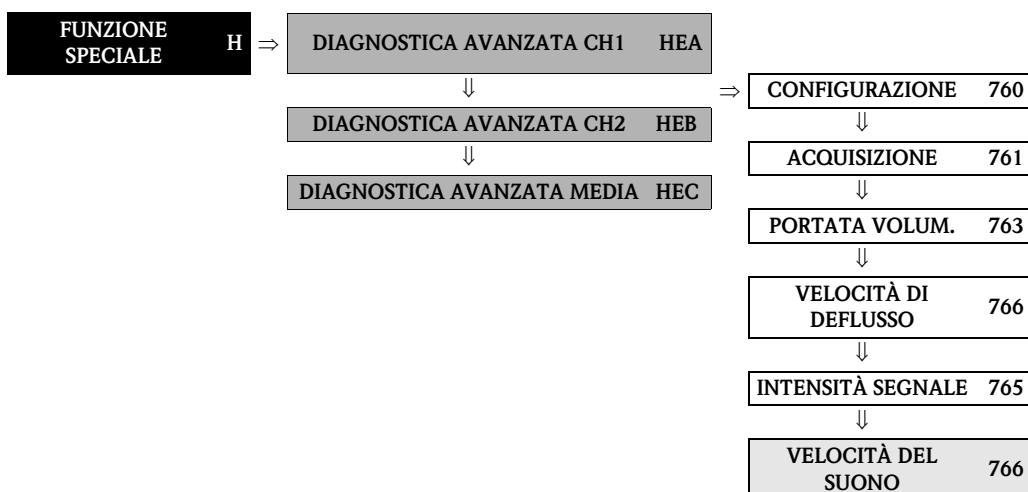 FUNZIONE SPECIALE H ⇒ DIAGNOSTICA AVANZATA CH1 HEA
⇓ ⇒
DIAGNOSTICA AVANZATA CH2 HEB
⇓
DIAGNOSTICA AVANZATA MEDIA HEC
CONFIGURAZIONE 760
⇓
ACQUISIZIONE 761
⇓
PORTATA VOLUM. 763
⇓
VELOCITÀ DI
DEFLUSSO 766
⇓
INTENSITÀ SEGNALE 765
⇓
VELOCITÀ DEL
SUONO 766